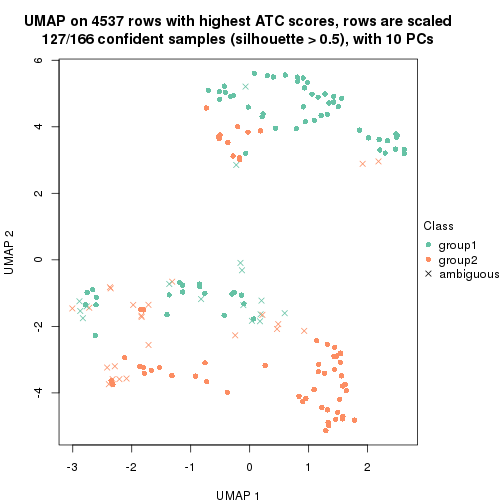 UMAP on 4537 rows with highest ATC scores, rows are scaled
127/166 confident samples (silhouette > 0.5), with 10 PCs
6
4
2
0
-2
-4
UMAP 2
-3
-2
-1
0
1
2
UMAP 1
Class
group1
group2
ambiguous